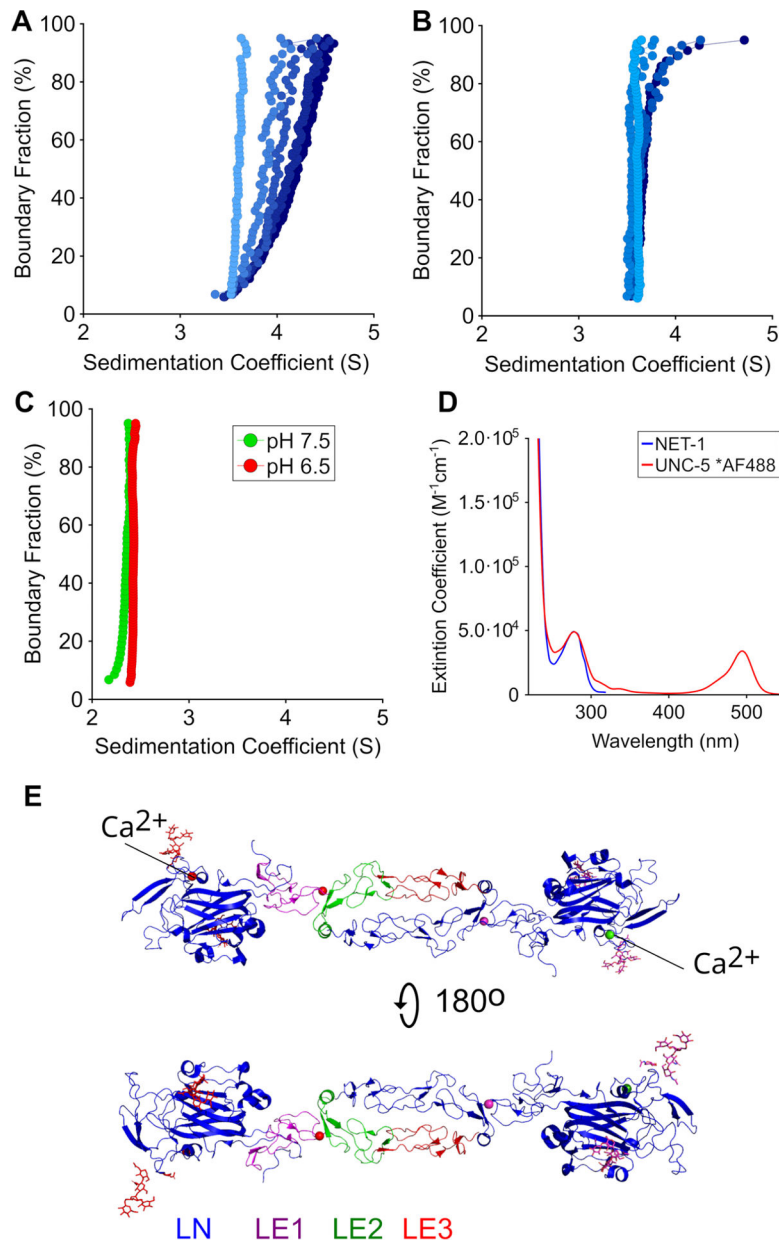 A
B
100
80
60
40
20
0
Boundary Fraction (%)
2 3 4 5
Sedimentation Coefficient (S)
100
80
60
40
20
0
Boundary Fraction (%)
2 3 4 5
Sedimentation Coefficient (S)
C
D
100
80
60
40
20
0
Boundary Fraction (%)
pH 7.5
pH 6.5
2 3 4 5
Sedimentation Coefficient (S)
NET-1
UNC-5 *AF488
2.0·10⁵
1.5·10⁵
1.0·10⁵
5.0·10⁴
0
Extintion Coefficient (M⁻¹cm⁻¹)
300 400 500
Wavelength (nm)
E
Ca²⁺
Ca²⁺
180º
LN LE1 LE2 LE3